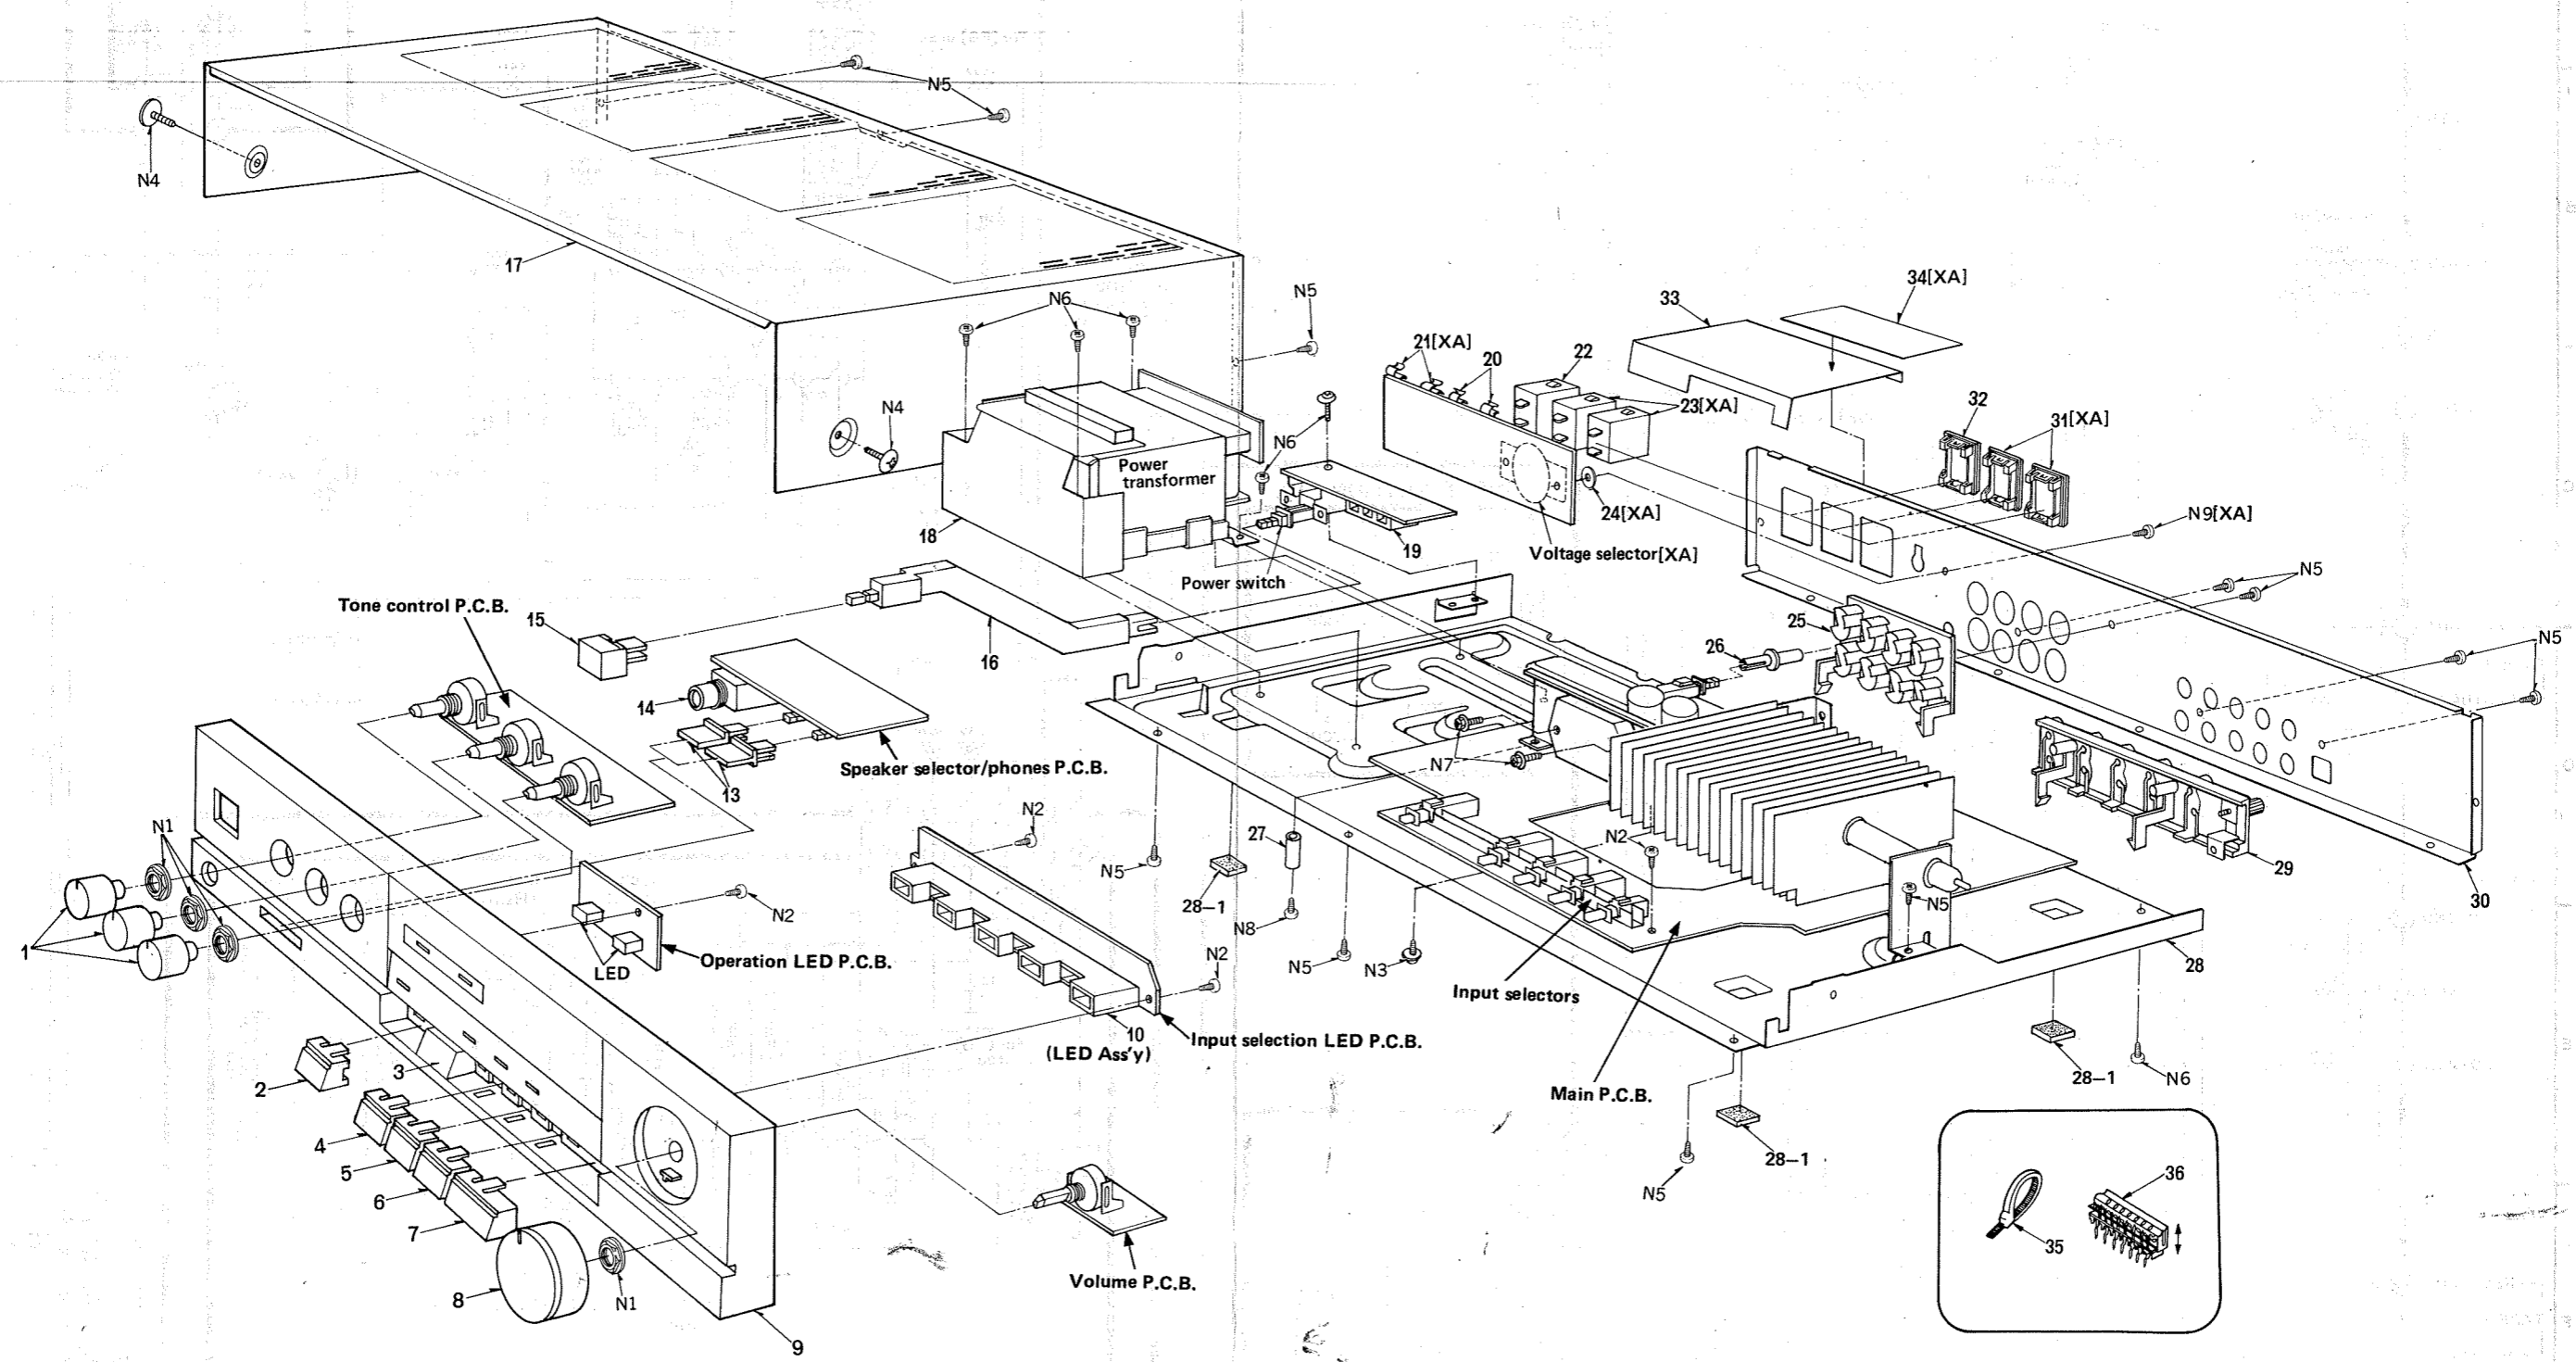 N5
N4
17
N6
N5
34[XA]
33
21[XA]
20
22
N4
23[XA]
32
31[XA]
N6
Power
transformer
24[XA]
N9[XA]
18
19
Voltage selector[XA]
Power switch
N5
Tone control P.C.B.
15
16
25
26
N5
14
Speaker selector/phones P.C.B.
13
N7
N1
N2
27
N2
29
N5
28-1
30
1
N2
N8
N5
LED
Operation LED P.C.B.
N2
N5
N3
28
Input selectors
10
(LED Ass'y)
Input selection LED P.C.B.
3
2
Main P.C.B.
28-1
N6
4
5
6
7
28-1
N5
36
35
Volume P.C.B.
8
N1
9